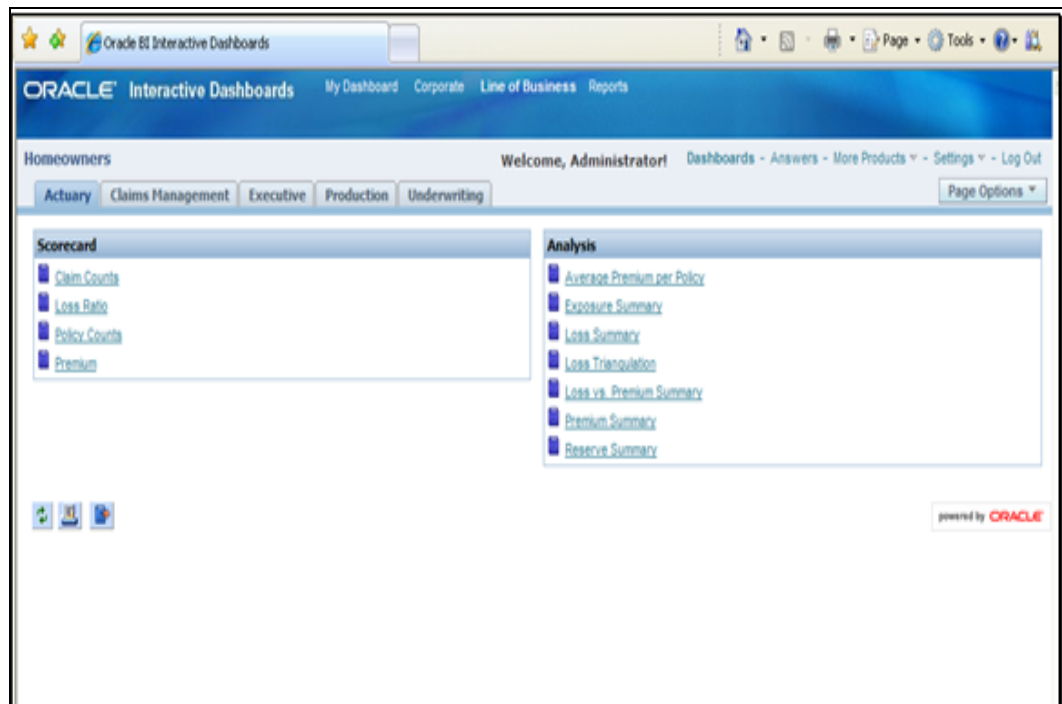 Oracle BI Interactive Dashboards
Page Tools
ORACLE Interactive Dashboards My Dashboard Corporate Line of Business Reports
Homeowners Welcome, Administrator! Dashboards - Answers - More Products - Settings - Log Out
Actuary Claims Management Executive Production Underwriting Page Options
Scorecard
Claim Counts
Loss Ratio
Policy Counts
Premium
Analysis
Average Premium per Policy
Exposure Summary
Loss Summary
Loss Triangulation
Loss vs. Premium Summary
Premium Summary
Reserve Summary
powered by ORACLE